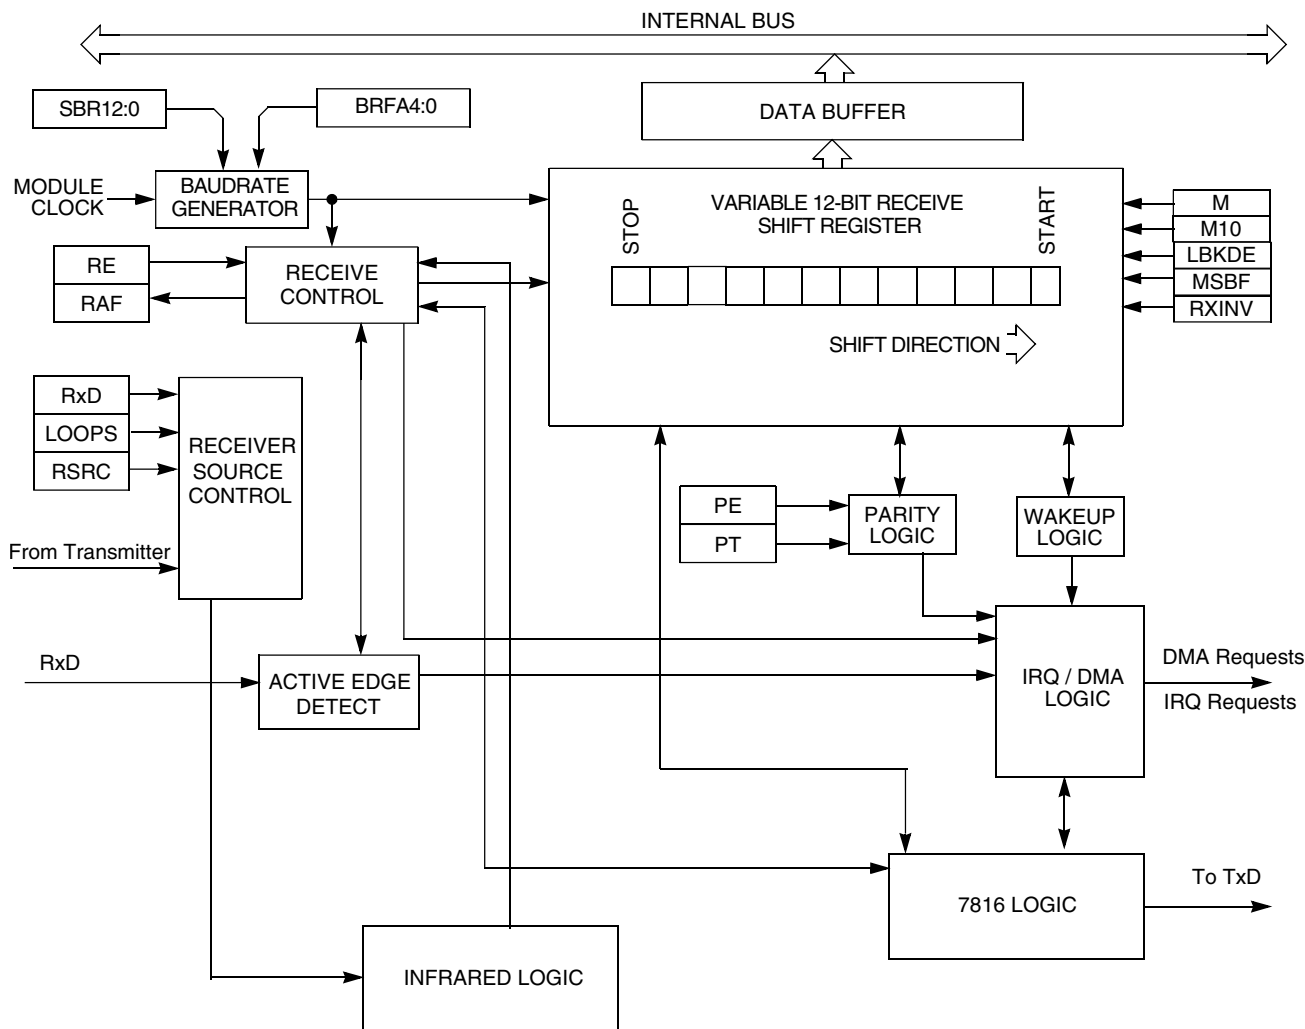 INTERNAL BUS
SBR12:0
BRFA4:0
DATA BUFFER
MODULE
CLOCK
BAUDRATE
GENERATOR
VARIABLE 12-BIT RECEIVE
SHIFT REGISTER
STOP
START
M
M10
LBKDE
MSBF
RXINV
RE
RAF
RECEIVE
CONTROL
SHIFT DIRECTION
RxD
LOOPS
RSRC
RECEIVER
SOURCE
CONTROL
From Transmitter
PE
PT
PARITY
LOGIC
WAKEUP
LOGIC
RxD
ACTIVE EDGE
DETECT
IRQ / DMA
LOGIC
DMA Requests
IRQ Requests
7816 LOGIC
To TxD
INFRARED LOGIC